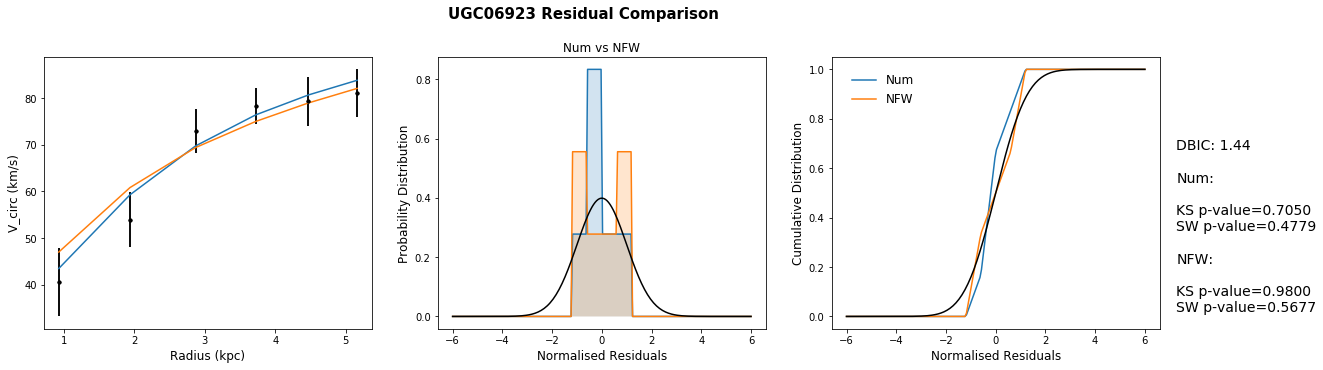 UGC06923 Residual Comparison
V_circ (km/s)
80
70
60
50
40
1 2 3 4 5
Radius (kpc)
Num vs NFW
Probability Distribution
0.8
0.6
0.4
0.2
0.0
−6 −4 −2 0 2 4 6
Normalised Residuals
Cumulative Distribution
1.0
0.8
0.6
0.4
0.2
0.0
−6 −4 −2 0 2 4 6
Normalised Residuals
Num
NFW
DBIC: 1.44
Num:
KS p-value=0.7050
SW p-value=0.4779
NFW:
KS p-value=0.9800
SW p-value=0.5677